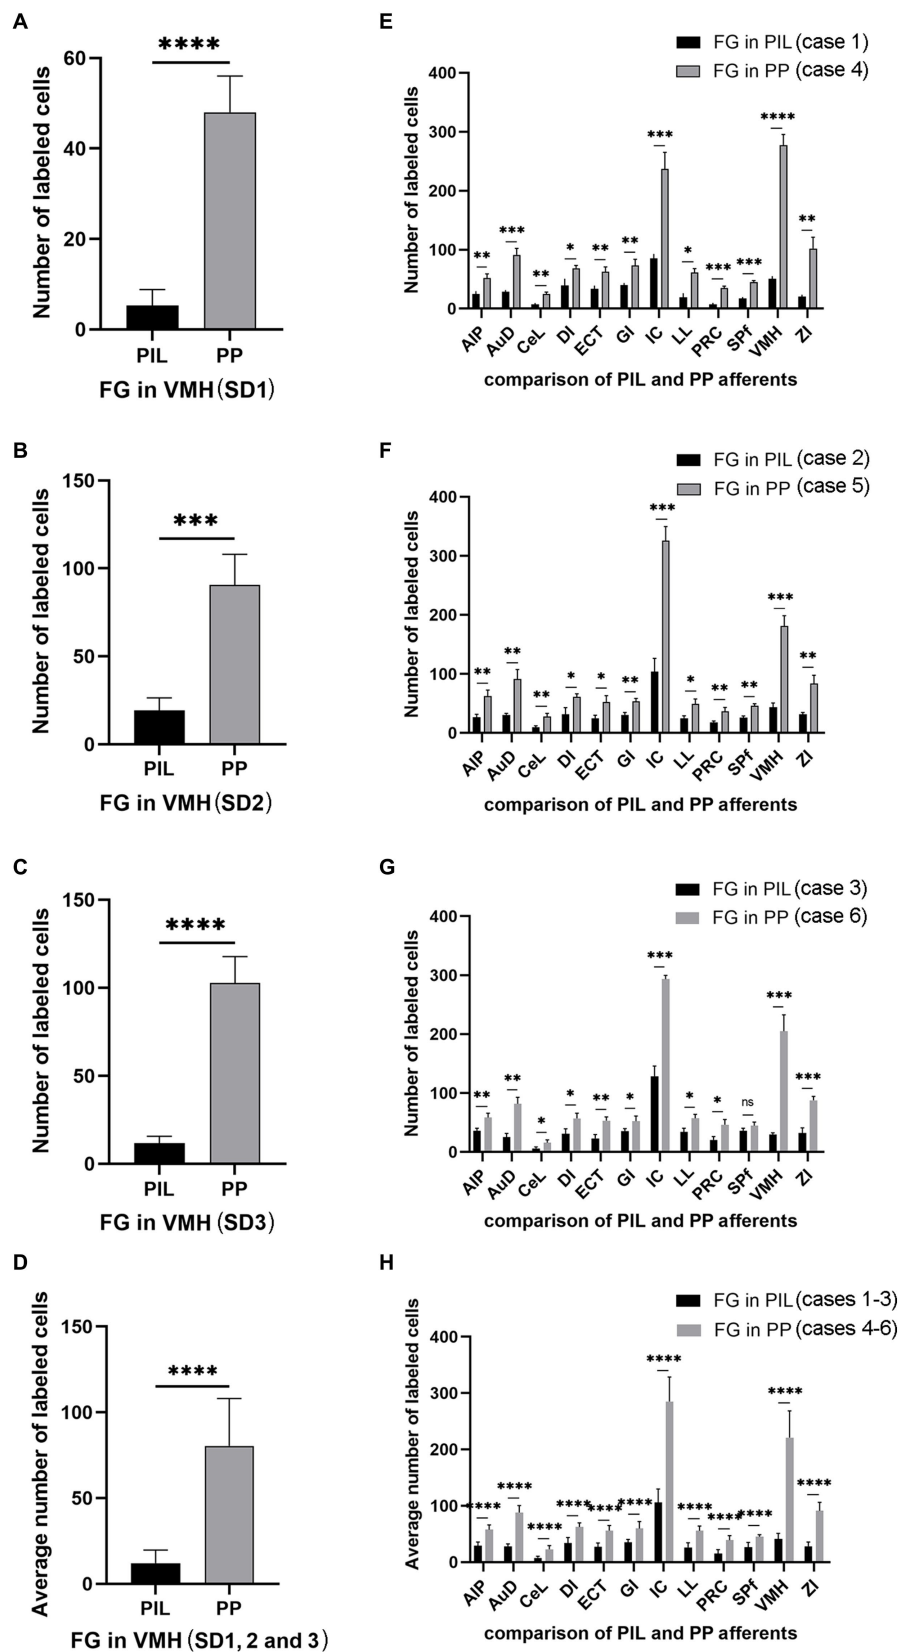 A
****
Number of labeled cells
60
40
20
0
PIL PP
FG in VMH (SD1)
E
FG in PIL (case 1)
FG in PP (case 4)
Number of labeled cells
400
300
200
100
0
** *** ** * ** ** *** * *** *** **** **
AIP AuD CeL DI ECT GI IC LL PRC SPf VMH ZI
comparison of PIL and PP afferents
B
***
Number of labeled cells
150
100
50
0
PIL PP
FG in VMH (SD2)
F
FG in PIL (case 2)
FG in PP (case 5)
Number of labeled cells
400
300
200
100
0
** ** ** * * ** *** * ** ** *** **
AIP AuD CeL DI ECT GI IC LL PRC SPf VMH ZI
comparison of PIL and PP afferents
C
****
Number of labeled cells
150
100
50
0
PIL PP
FG in VMH (SD3)
G
FG in PIL (case 3)
FG in PP (case 6)
Number of labeled cells
400
300
200
100
0
** ** * * ** * *** * * ns *** ***
AIP AuD CeL DI ECT GI IC LL PRC SPf VMH ZI
comparison of PIL and PP afferents
D
****
Average number of labeled cells
150
100
50
0
PIL PP
FG in VMH (SD1, 2 and 3)
H
FG in PIL (cases 1-3)
FG in PP (cases 4-6)
Average number of labeled cells
400
300
200
100
0
**** **** **** **** **** **** **** **** **** **** **** ****
AIP AuD CeL DI ECT GI IC LL PRC SPf VMH ZI
comparison of PIL and PP afferents